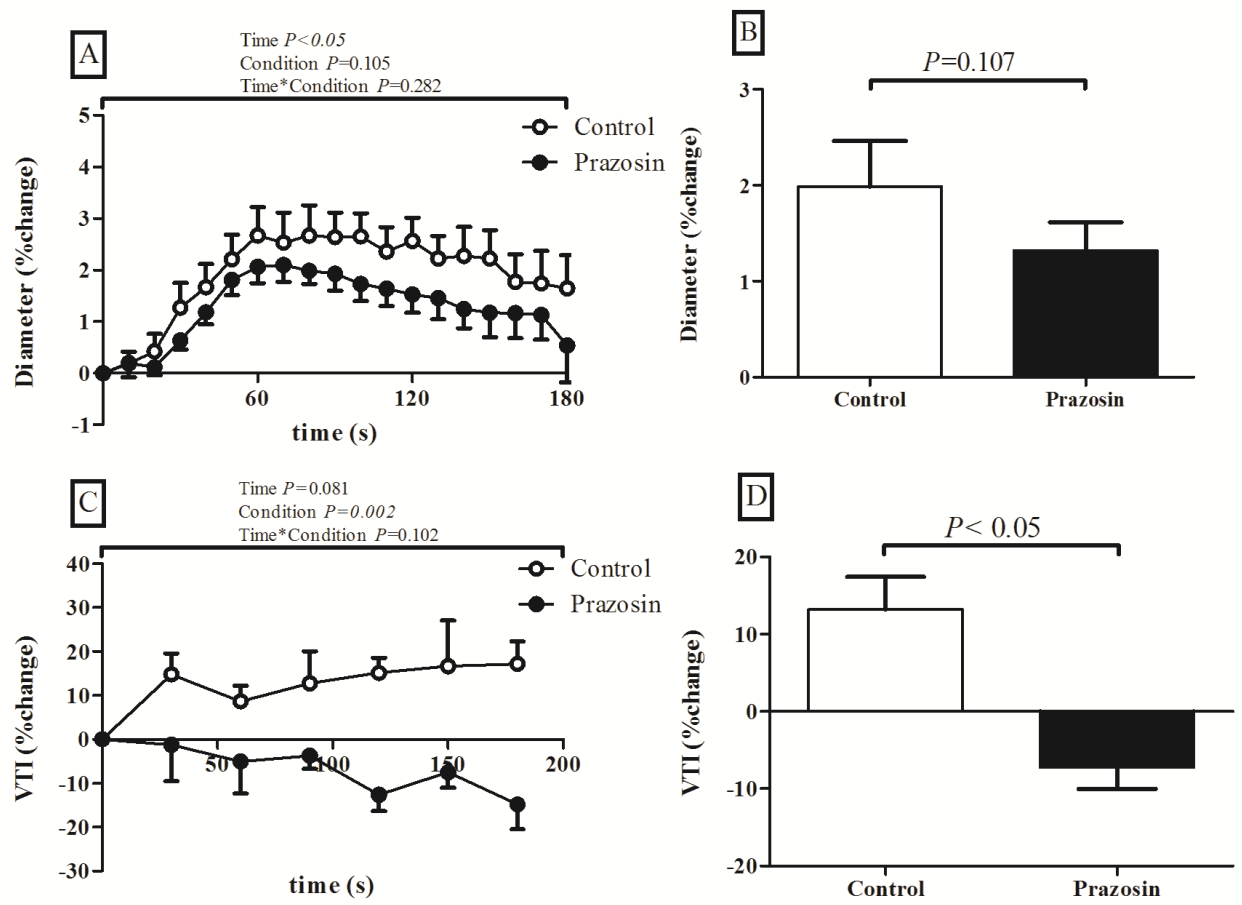 A
Time P<0.05
Condition P=0.105
Time*Condition P=0.282
5
4
3
2
1
0
-1
Diameter (%change)
60
120
180
time (s)
Control
Prazosin
B
P=0.107
3
2
1
0
Diameter (%change)
Control
Prazosin
C
Time P=0.081
Condition P=0.002
Time*Condition P=0.102
40
30
20
10
0
-10
-20
-30
VTI (%change)
50
100
150
200
time (s)
Control
Prazosin
D
P< 0.05
20
10
0
-10
-20
VTI (%change)
Control
Prazosin